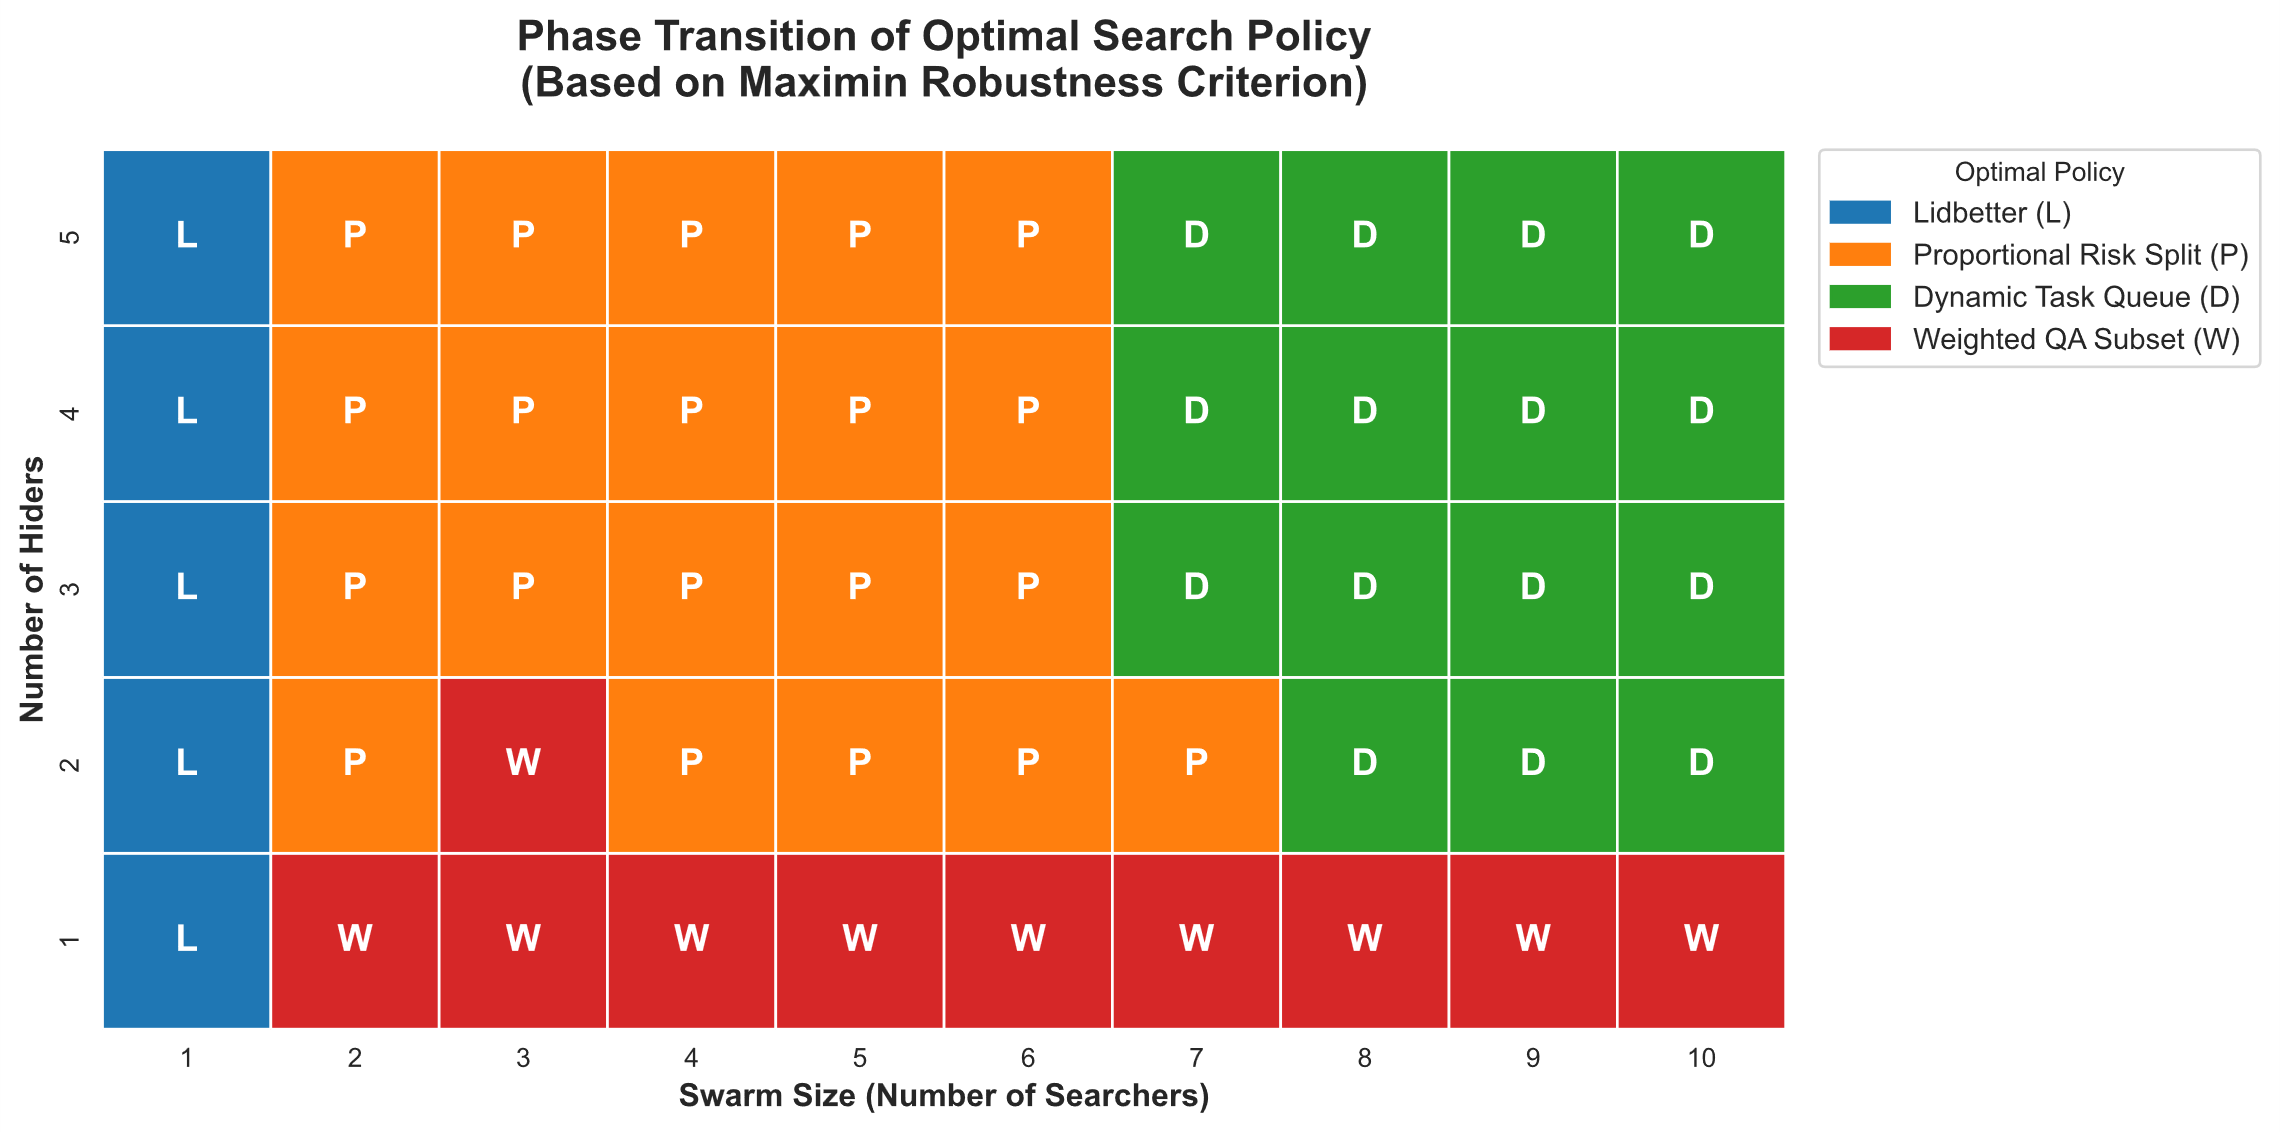 Phase Transition of Optimal Search Policy
(Based on Maximin Robustness Criterion)
Optimal Policy
Lidbetter (L)
Proportional Risk Split (P)
Dynamic Task Queue (D)
Weighted QA Subset (W)
Number of Hiders
5 L P P P P P D D D D
4 L P P P P P D D D D
3 L P P P P P D D D D
2 L P W P P P P D D D
1 L W W W W W W W W W
1 2 3 4 5 6 7 8 9 10
Swarm Size (Number of Searchers)